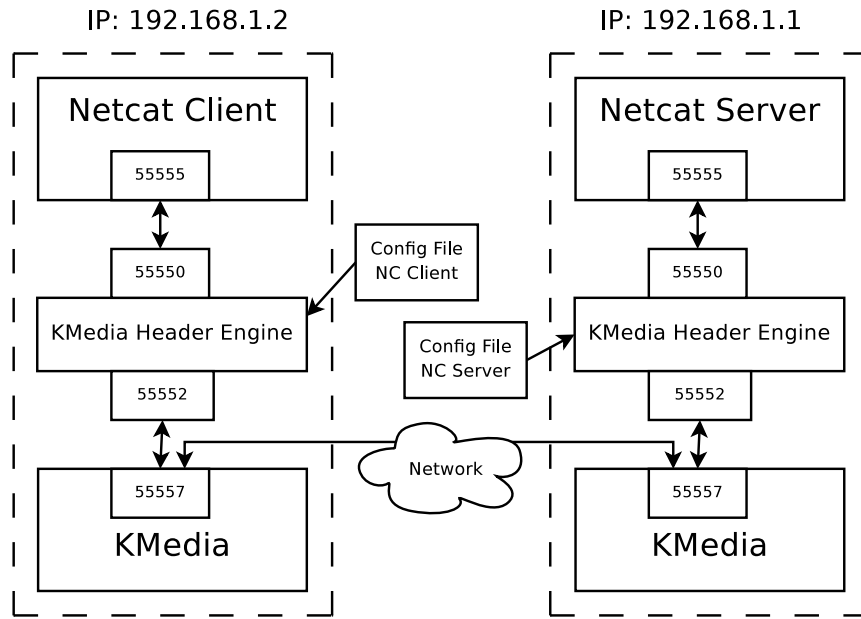 IP: 192.168.1.2
IP: 192.168.1.1
Netcat Client
55555
55550
KMedia Header Engine
55552
55557
KMedia
Config File
NC Client
Config File
NC Server
Network
Netcat Server
55555
55550
KMedia Header Engine
55552
55557
KMedia